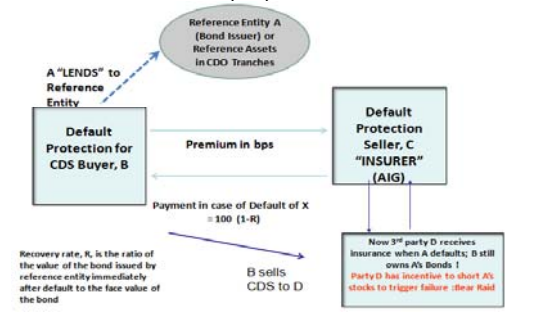 Reference Entity A
(Bond Issuer) or
Reference Assets
in CDO Tranches
A "LENDS" to
Reference
Entity
Default
Protection for
CDS Buyer, B
Premium in bps
Default
Protection
Seller, C
"INSURER"
(AIG)
Payment in case of Default of X
= 100 (1-R)
Recovery rate, R, is the ratio of
the value of the bond issued by
reference entity immediately
after default to the face value of
the bond
B sells
CDS to D
Now 3rd party D receives
insurance when A defaults; B still
owns A's Bonds !
Party D has incentive to short A's
stocks to trigger failure :Bear Raid